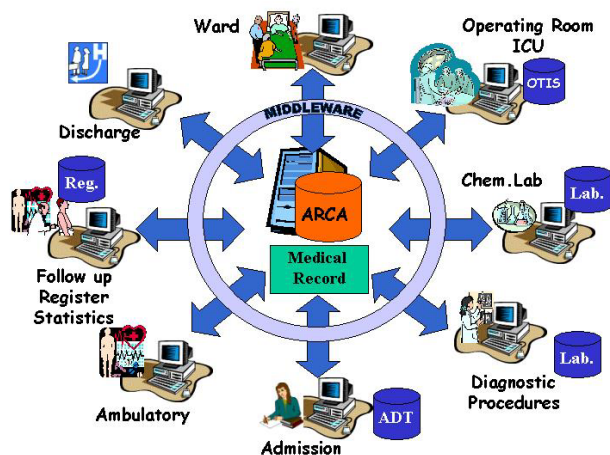 Ward
Operating Room
ICU
OTIS
H
Discharge
MIDDLEWARE
Reg.
ARCA
Chem.Lab
Lab.
Medical
Record
Follow up
Register
Statistics
Lab.
Diagnostic
Procedures
Ambulatory
Admission
ADT